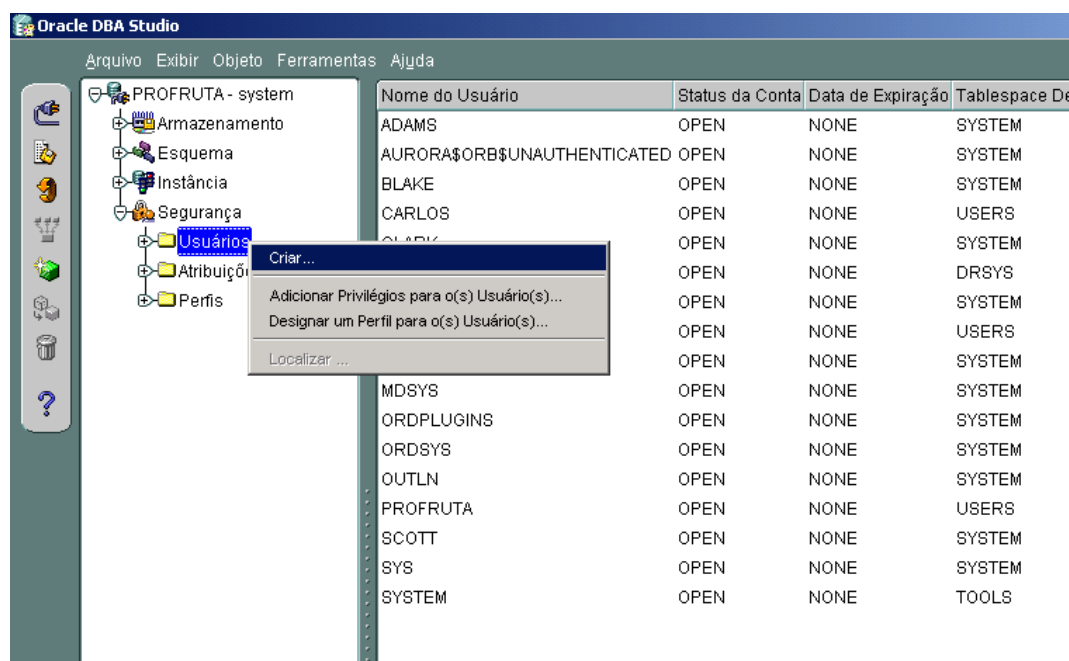 Oracle DBA Studio
Arquivo Exibir Objeto Ferramentas Ajuda
PROFRUTA - system
Armazenamento
Esquema
Instância
Segurança
Usuários
Perfis
Criar...
Adicionar Privilégios para o(s) Usuário(s)...
Designar um Perfil para o(s) Usuário(s)...
Localizar ...
Nome do Usuário Status da Conta Data de Expiração Tablespace De
ADAMS OPEN NONE SYSTEM
AURORA$ORB$UNAUTHENTICATED OPEN NONE SYSTEM
BLAKE OPEN NONE SYSTEM
CARLOS OPEN NONE USERS
OPEN NONE SYSTEM
OPEN NONE DRSYS
OPEN NONE SYSTEM
OPEN NONE USERS
OPEN NONE SYSTEM
MDSYS OPEN NONE SYSTEM
ORDPLUGINS OPEN NONE SYSTEM
ORDSYS OPEN NONE SYSTEM
OUTLN OPEN NONE SYSTEM
PROFRUTA OPEN NONE USERS
SCOTT OPEN NONE SYSTEM
SYS OPEN NONE SYSTEM
SYSTEM OPEN NONE TOOLS